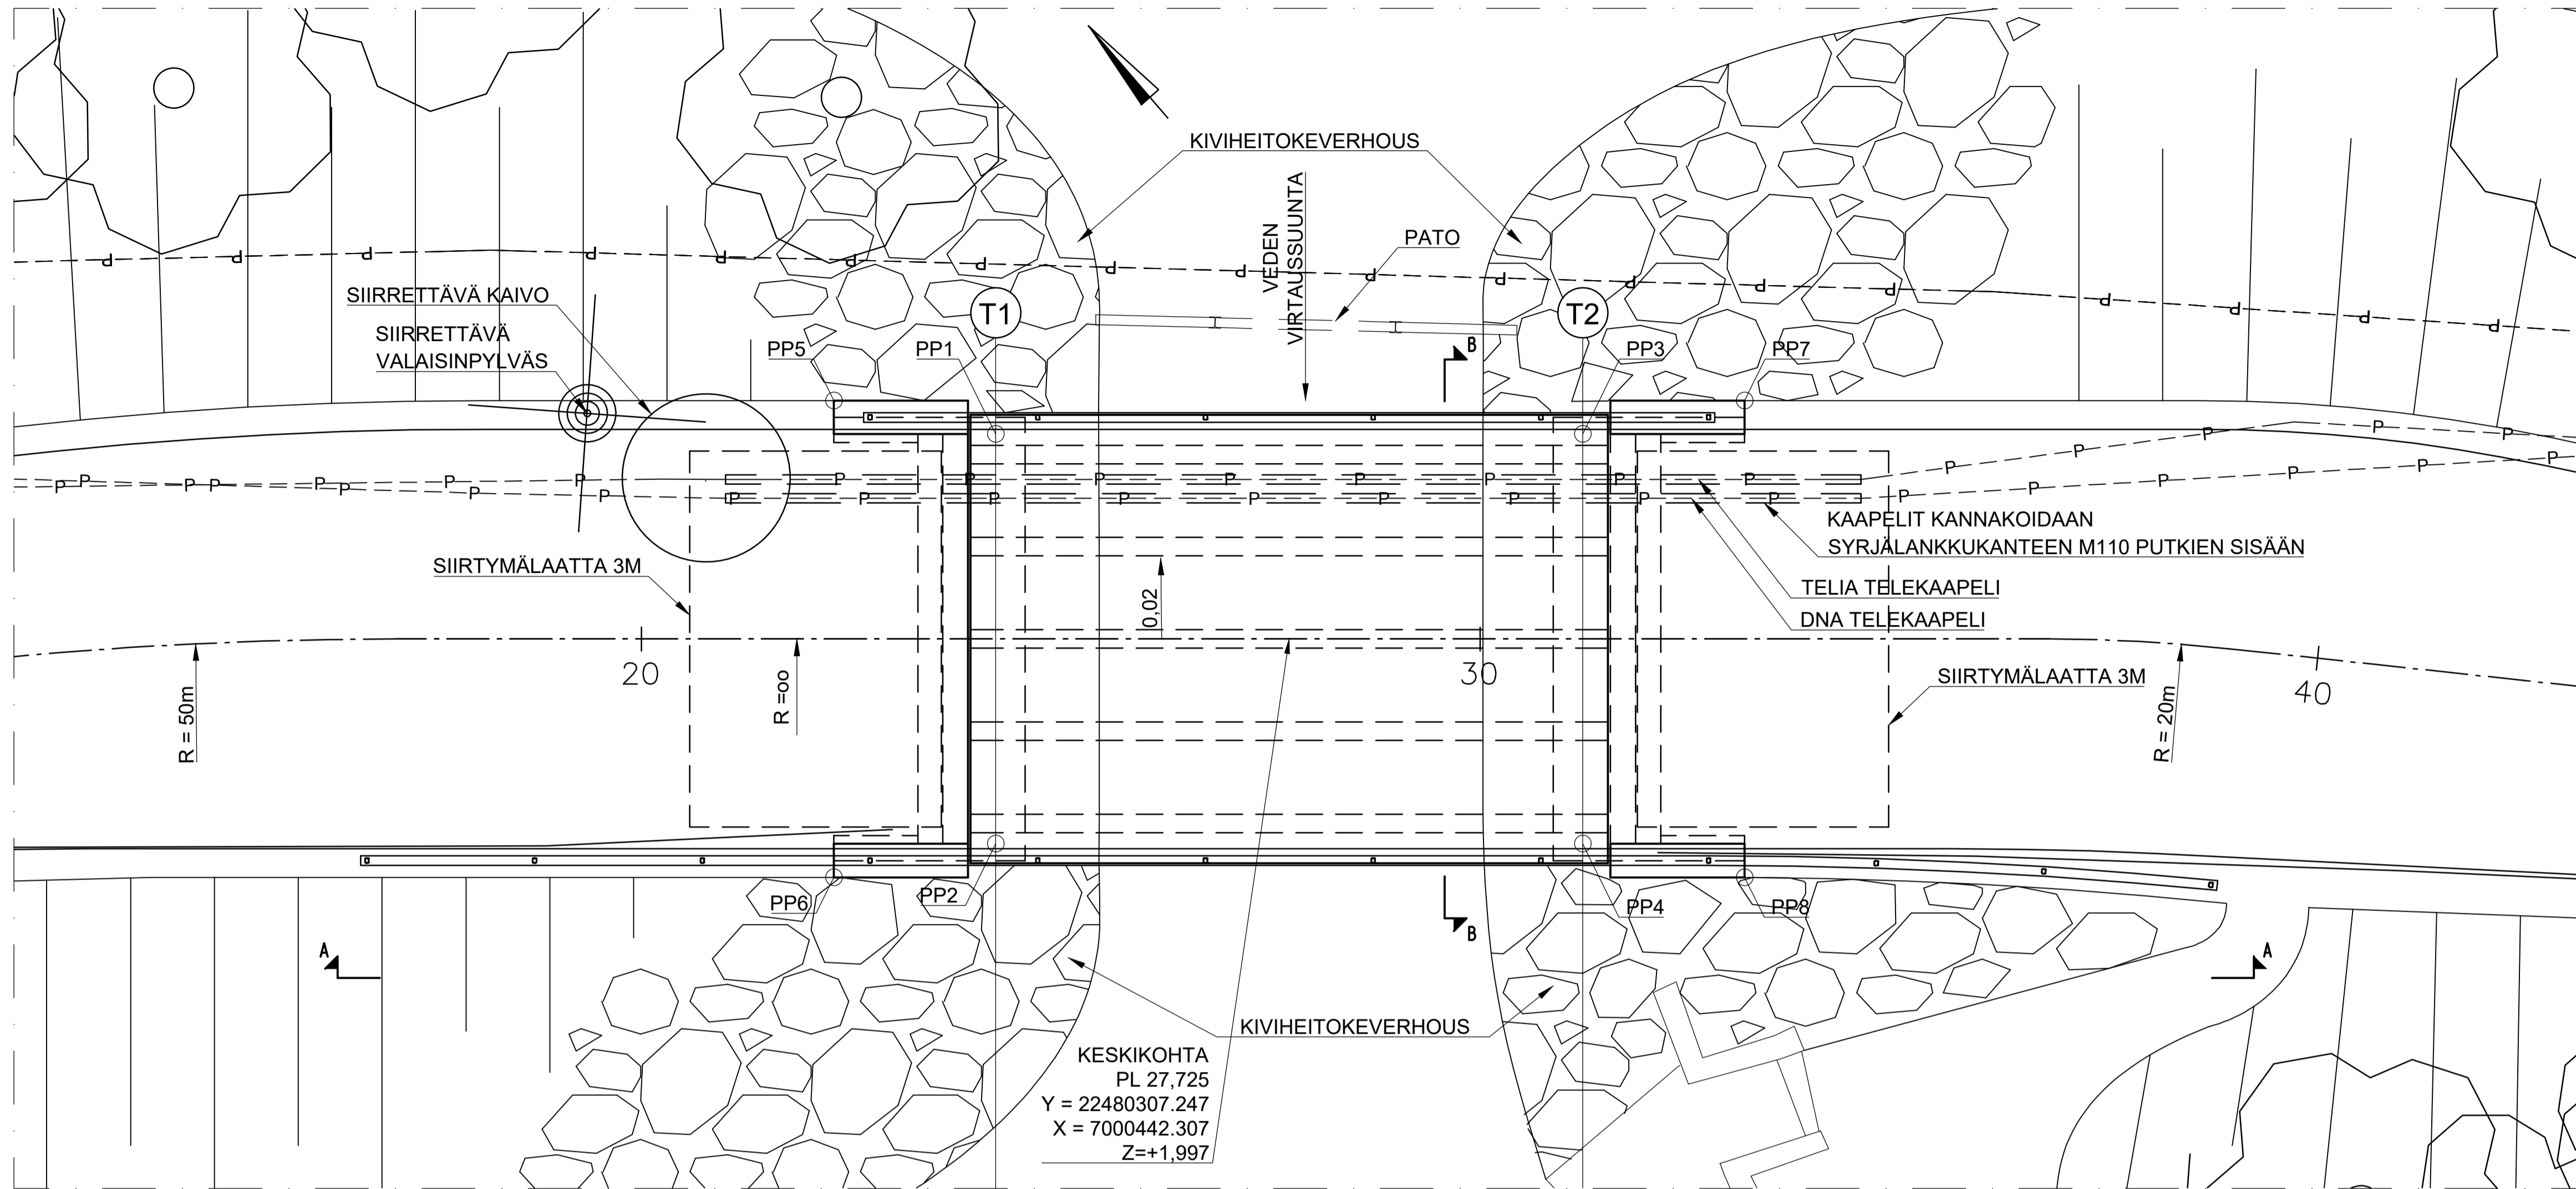 KIVIHEITOKEVERHOUS
VEDEN
VIRTAUSSUUNTA
PATO
SIIRRETTÄVÄ KAIVO
SIIRRETTÄVÄ
VALAISINPYLVÄS
T1
T2
PP5
PP1
B
PP3
PP7
P P P P P P P P P P P P P P P P P P
P P P P P P P P P P P P P P P P P P P
P P P P P P P P P P P P P P P P P P P
KAAPELIT KANNAKOIDAAN
SYRJÄLANKKUKANTEEN M110 PUTKIEN SISÄÄN
SIIRTYMÄLAATTA 3M
TELIA TELEKAAPELI
DNA TELEKAAPELI
0,02
20
30
40
R = 50m
R =oo
SIIRTYMÄLAATTA 3M
R = 20m
PP6
PP2
PP4
PP8
B
A
A
KIVIHEITOKEVERHOUS
KESKIKOHTA
PL 27,725
Y = 22480307.247
X = 7000442.307
Z=+1,997